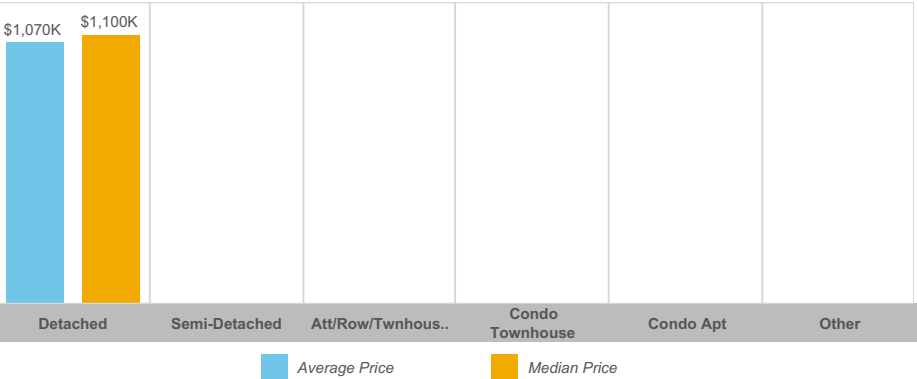 $1,070K
$1,100K
Detached
Semi-Detached
Att/Row/Twnhous..
Condo
Townhouse
Condo Apt
Other
Average Price
Median Price